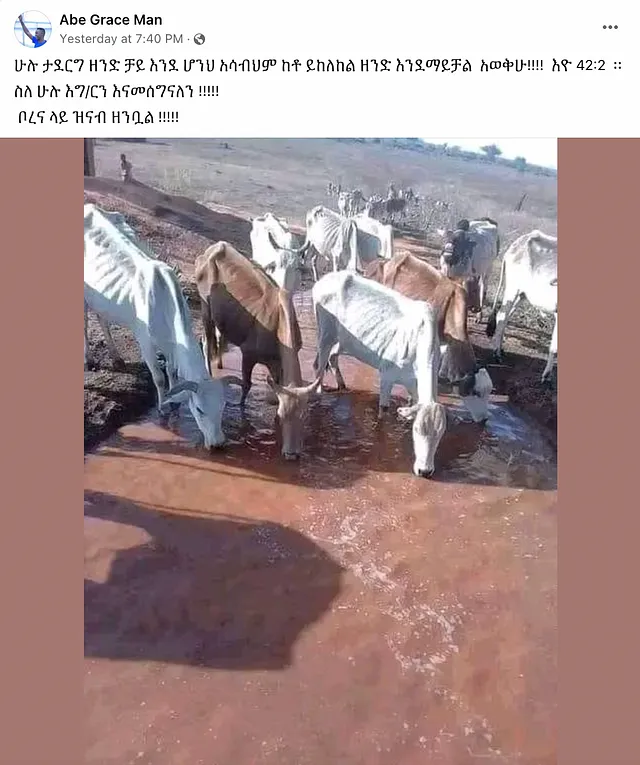 Abe Grace Man
Yesterday at 7:40 PM ·
ሁሉ ታደርግ ዘንድ ቻይ እንደ ሆንህ አሳብህም ከቶ ይከለከል ዘንድ እንደማይቻል አወቅሁ!!!! እዮ 42:2 ።
ስለ ሁሉ እግ/ርን እናመሰግናለን !!!!!
ቦረና ላይ ዝናብ ዘንቧል !!!!!